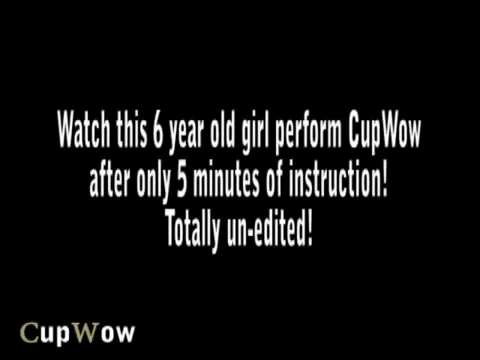 Watch this 6 year old girl perform CupWow
after only 5 minutes of instruction!
Totally un-edited!
CupWow